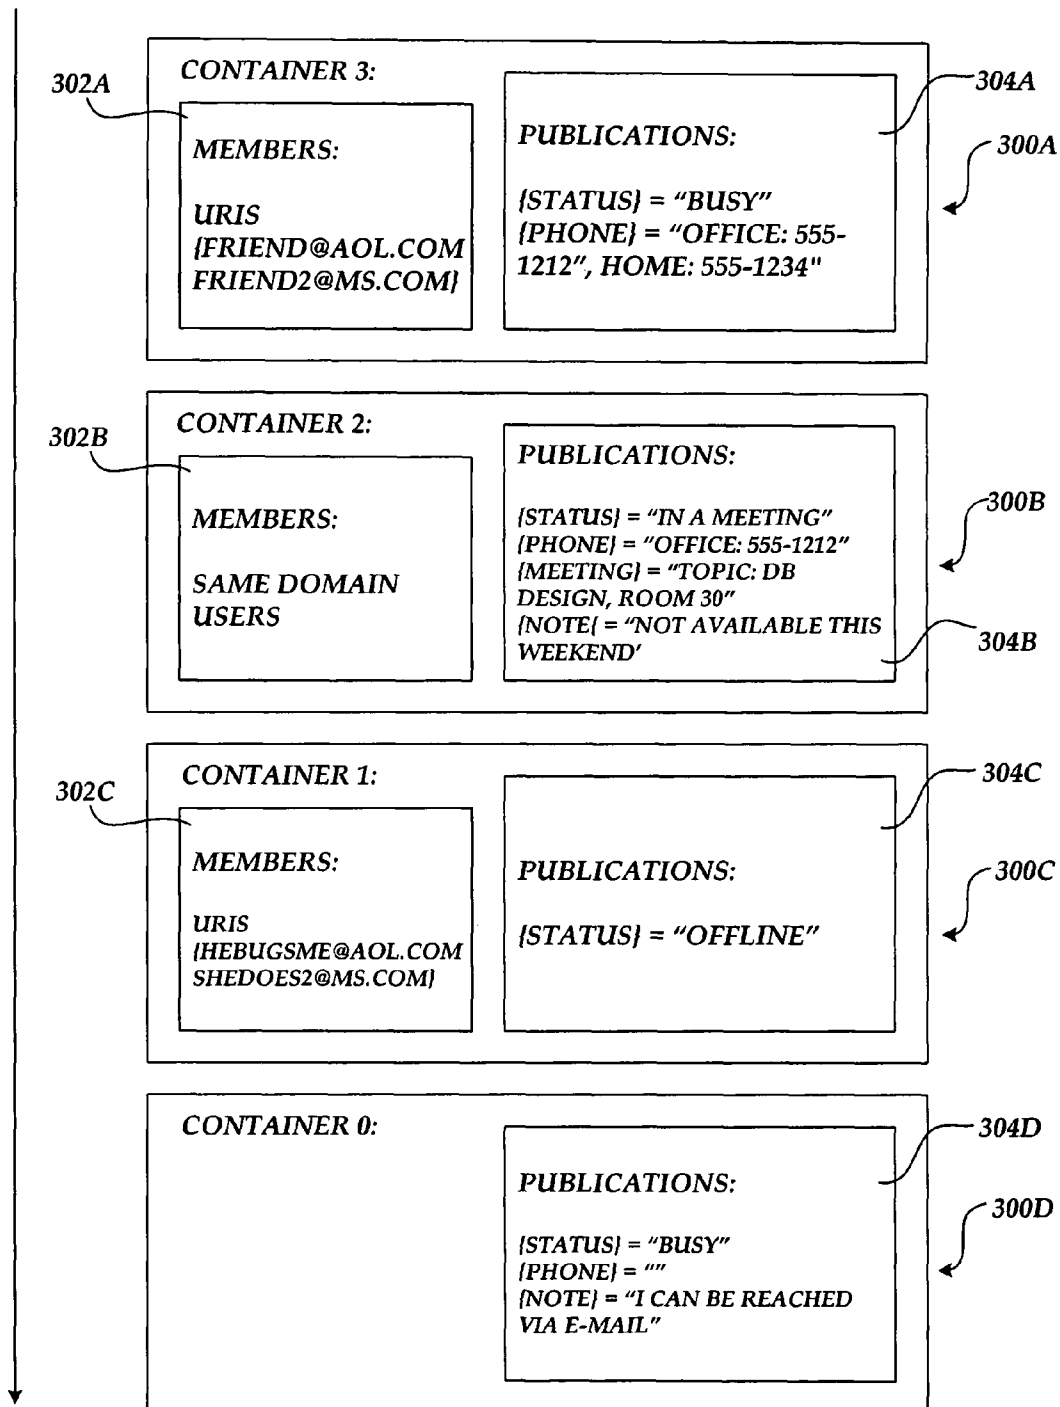 CONTAINER 3:
302A
MEMBERS:
URIS
{FRIEND@AOL.COM
FRIEND2@MS.COM}
PUBLICATIONS:
{STATUS} = "BUSY"
{PHONE} = "OFFICE: 555-
1212", HOME: 555-1234"
304A
300A
CONTAINER 2:
302B
MEMBERS:
SAME DOMAIN
USERS
PUBLICATIONS:
{STATUS} = "IN A MEETING"
{PHONE} = "OFFICE: 555-1212"
{MEETING} = "TOPIC: DB
DESIGN, ROOM 30"
{NOTE{ = "NOT AVAILABLE THIS
WEEKEND'
300B
304B
CONTAINER 1:
302C
MEMBERS:
URIS
{HEBUGSME@AOL.COM
SHEDOES2@MS.COM}
PUBLICATIONS:
{STATUS} = "OFFLINE"
304C
300C
CONTAINER 0:
PUBLICATIONS:
{STATUS} = "BUSY"
{PHONE} = ""
{NOTE} = "I CAN BE REACHED
VIA E-MAIL"
304D
300D